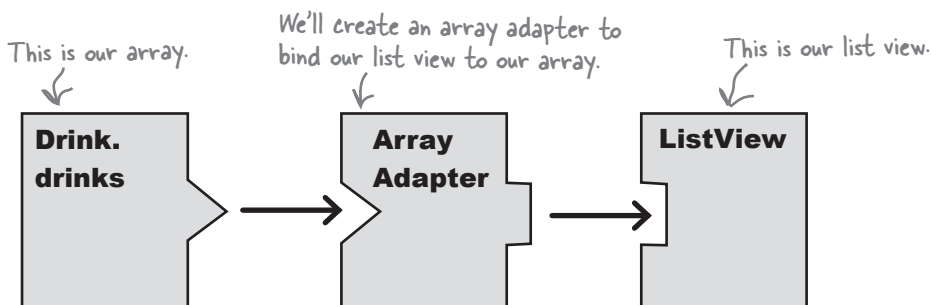 This is our array.
We'll create an array adapter to
bind our list view to our array.
This is our list view.
Drink.
drinks
Array
Adapter
ListView